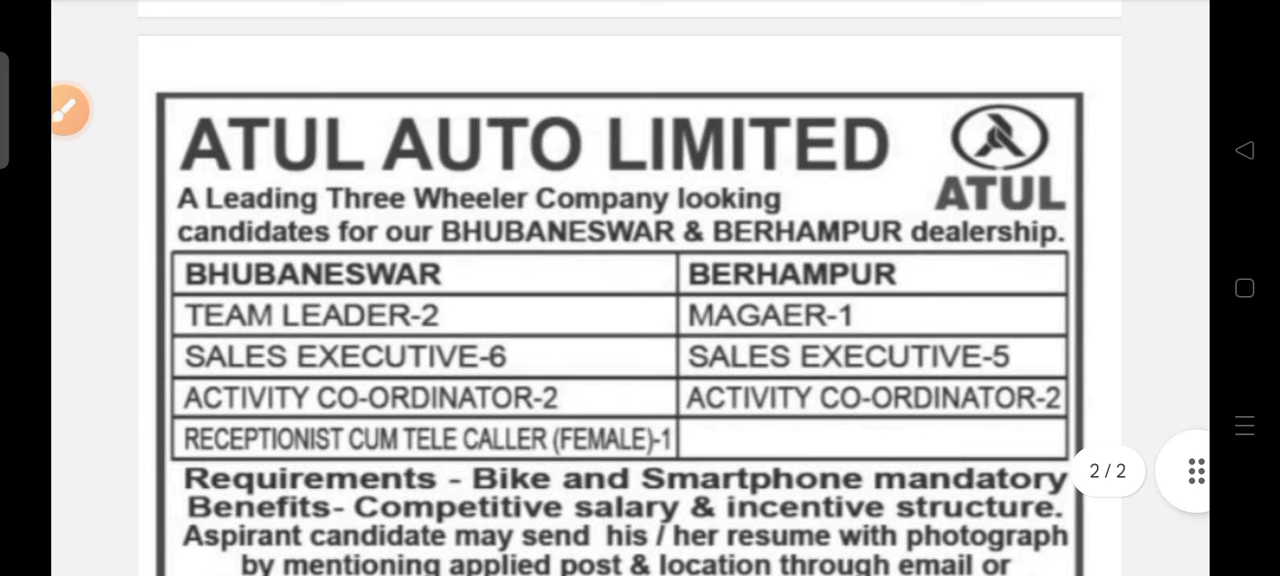 ATUL AUTO LIMITED
ATUL
A Leading Three Wheeler Company looking
candidates for our BHUBANESWAR & BERHAMPUR dealership.
BHUBANESWAR BERHAMPUR
TEAM LEADER-2 MAGAER-1
SALES EXECUTIVE-6 SALES EXECUTIVE-5
ACTIVITY CO-ORDINATOR-2 ACTIVITY CO-ORDINATOR-2
RECEPTIONIST CUM TELE CALLER (FEMALE)-1
Requirements - Bike and Smartphone mandatory
Benefits- Competitive salary & incentive structure.
Aspirant candidate may send his / her resume with photograph
by mentioning applied post & location through email or
2 / 2